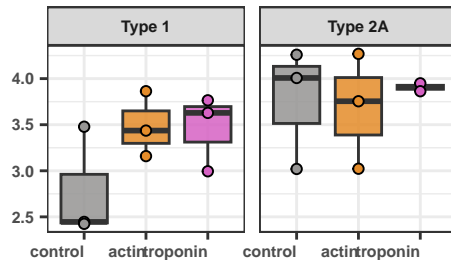 Type 1 Type 2A
4.0
3.5
3.0
2.5
control actin troponin control actin troponin